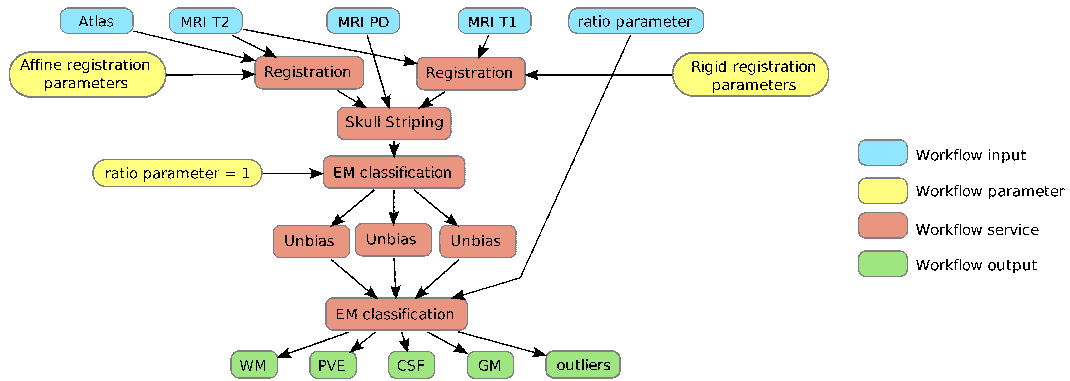 Atlas
MRI T2
MRI PD
MRI T1
ratio parameter
Affine registration
parameters
Registration
Registration
Rigid registration
parameters
Skull Striping
ratio parameter = 1
EM classification
Unbias
Unbias
Unbias
EM classification
WM
PVE
CSF
GM
outliers
Workflow input
Workflow parameter
Workflow service
Workflow output